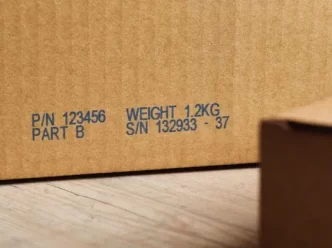 P/N 123456 WEIGHT 1.2KG
PART B S/N 132933 - 37